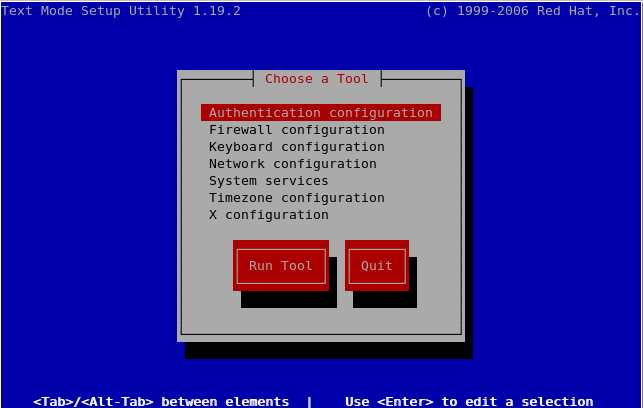 Text Mode Setup Utility 1.19.2 (c) 1999-2006 Red Hat, Inc.
Choose a Tool
Authentication configuration
Firewall configuration
Keyboard configuration
Network configuration
System services
Timezone configuration
X configuration
Run Tool Quit
<Tab>/<Alt-Tab> between elements | Use <Enter> to edit a selection